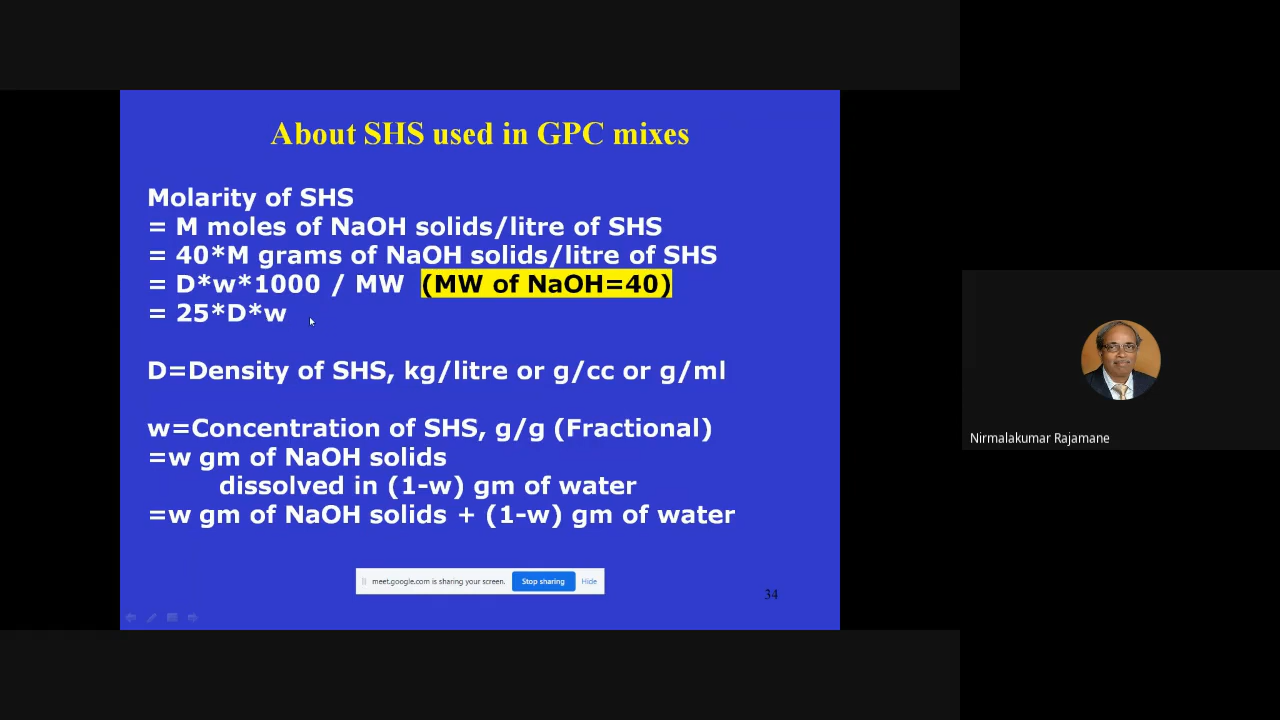 About SHS used in GPC mixes
Molarity of SHS
= M moles of NaOH solids/litre of SHS
= 40*M grams of NaOH solids/litre of SHS
= D*w*1000 / MW (MW of NaOH=40)
= 25*D*w
D=Density of SHS, kg/litre or g/cc or g/ml
w=Concentration of SHS, g/g (Fractional)
=w gm of NaOH solids
dissolved in (1-w) gm of water
=w gm of NaOH solids + (1-w) gm of water
meet.google.com is sharing your screen. Stop sharing Hide
34
Nirmalakumar Rajamane